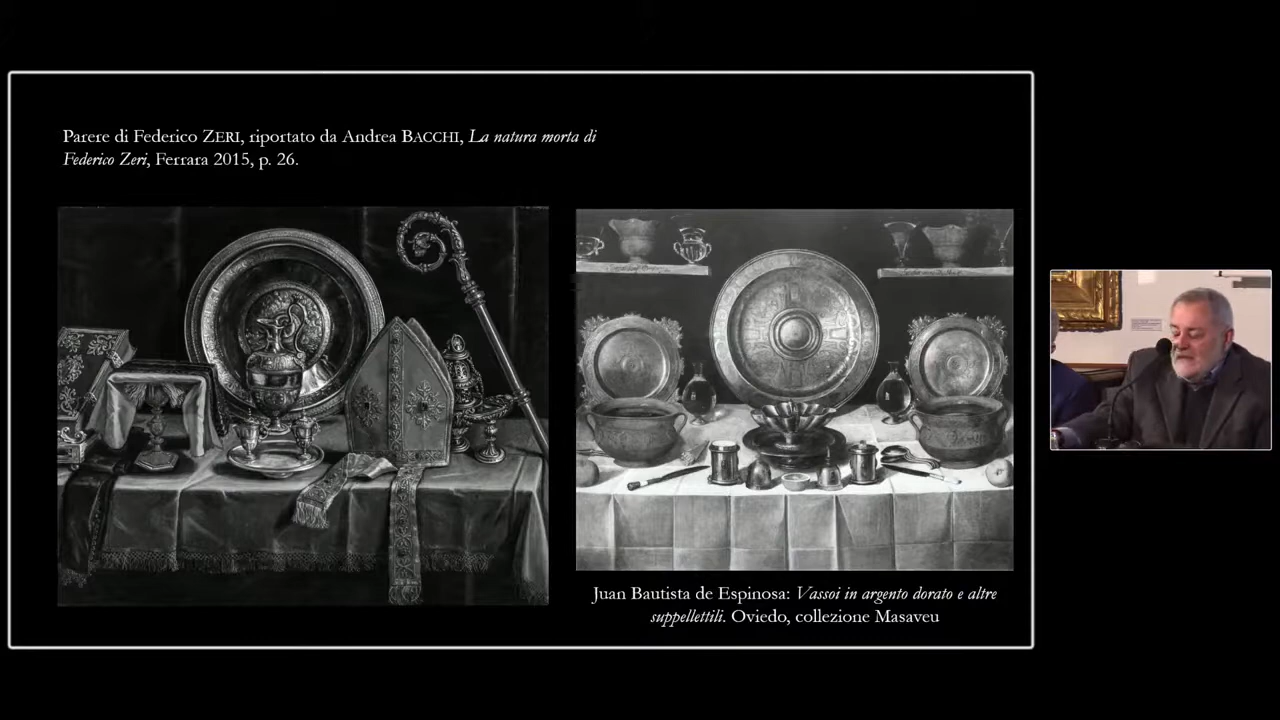 Parere di Federico ZERI, riportato da Andrea BACCHI, La natura morta di
Federico Zeri, Ferrara 2015, p. 26.
Juan Bautista de Espinosa: Vassoi in argento dorato e altre
suppellettili. Oviedo, collezione Masaveu